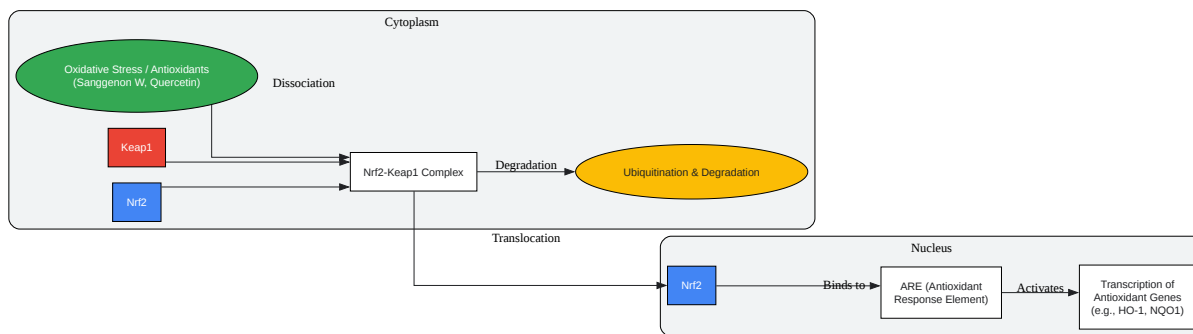 Cytoplasm
Oxidative Stress / Antioxidants
(Sanggenon W, Quercetin)
Dissociation
Keap1
Nrf2
Nrf2-Keap1 Complex
Degradation
Ubiquitination & Degradation
Translocation
Nucleus
Nrf2
Binds to
ARE (Antioxidant
Response Element)
Activates
Transcription of
Antioxidant Genes
(e.g., HO-1, NQO1)